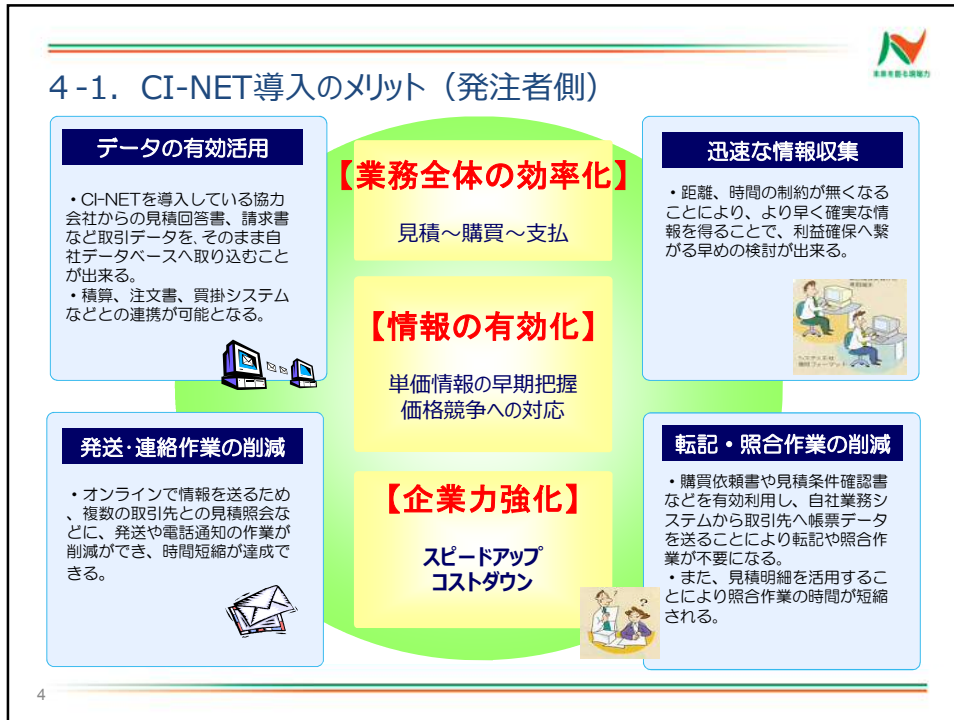 未来を創る現場力
4-1. CI-NET導入のメリット（発注者側）
データの有効活用
・CI-NETを導入している協力
会社からの見積回答書、請求書
など取引データを、そのまま自
社データベースへ取り込むこと
が出来る。
・積算、注文書、買掛システム
などとの連携が可能となる。
【業務全体の効率化】
見積～購買～支払
迅速な情報収集
・距離、時間の制約が無くなる
ことにより、より早く確実な情
報を得ることで、利益確保へ繋
がる早めの検討が出来る。
【情報の有効化】
単価情報の早期把握
価格競争への対応
発送･連絡作業の削減
・オンラインで情報を送るため
、複数の取引先との見積照会な
どに、発送や電話通知の作業が
削減ができ、時間短縮が達成で
きる。
【企業力強化】
スピードアップ
コストダウン
?
転記・照合作業の削減
・購買依頼書や見積条件確認書
などを有効利用し、自社業務シ
ステムから取引先へ帳票データ
を送ることにより転記や照合作
業が不要になる。
・また、見積明細を活用するこ
とにより照合作業の時間が短縮
される。
4